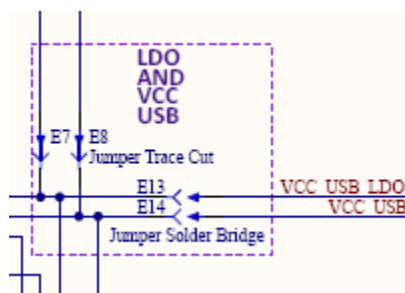 LDO
AND
VCC
USB
E7 E8
Jumper Trace Cut
E13 VCC USB LDO
E14 VCC USB
Jumper Solder Bridge